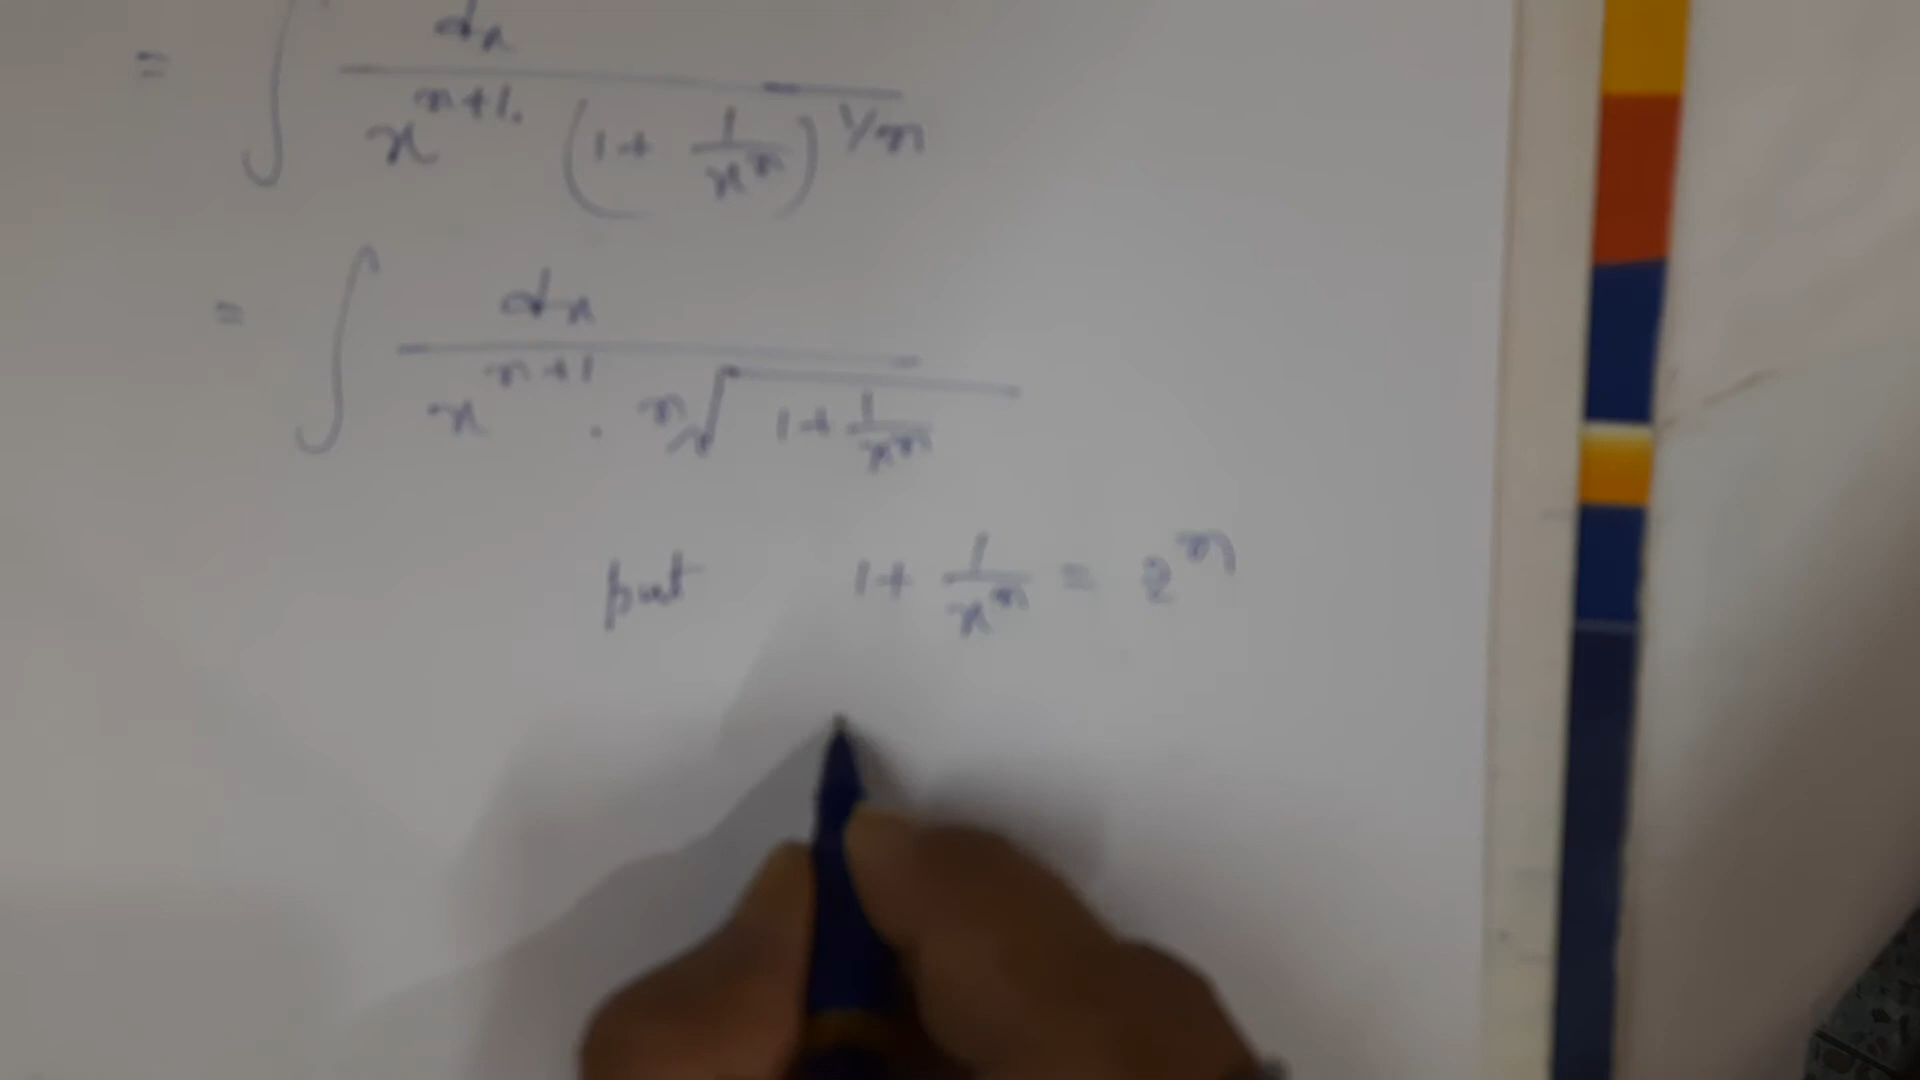 = ∫ dx / x^{n+1} · (1 + 1/x^n)^{1/n}
= ∫ dx / x^{n+1} · ⁿ√(1 + 1/x^n)
put 1 + 1/x^n = z^n